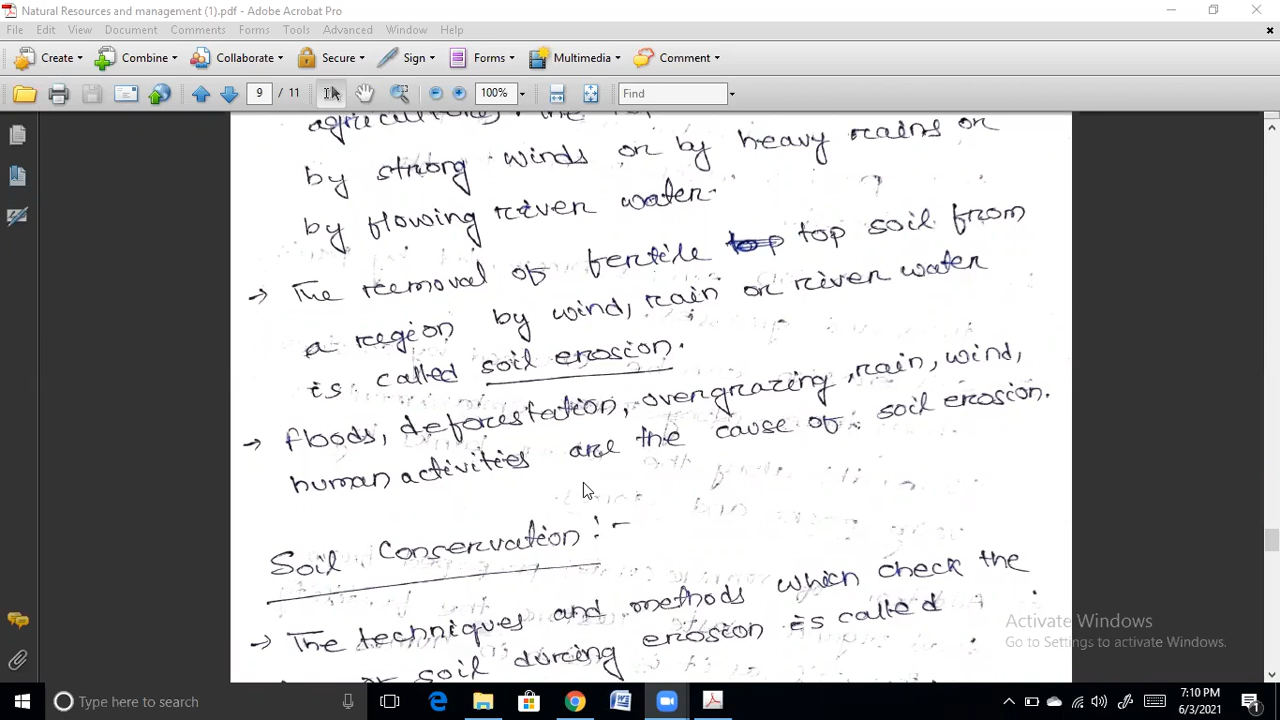 Natural Resources and management (1).pdf - Adobe Acrobat Pro
File Edit View Document Comments Forms Tools Advanced Window Help
Create Combine Collaborate Secure Sign Forms Multimedia Comment
9 / 11 100% Find
by strong winds or by heavy rains or
by flowing river water.
→ The removal of fertile top soil from
a region by wind, rain or river water
is called soil erosion.
→ floods, deforestation, overgrazing, rain, wind,
human activities are the cause of soil erosion.
Soil Conservation :-
→ The techniques and methods which check the
soil during erosion is called
Activate Windows
Go to Settings to activate Windows.
Type here to search
7:10 PM
6/3/2021